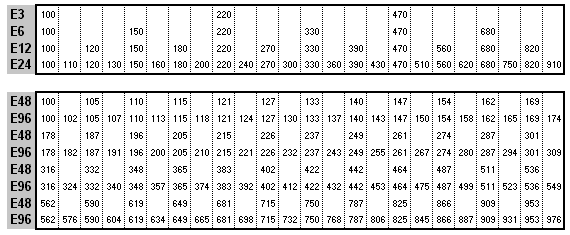 E3 100 220 470
E6 100 150 220 330 470 680
E12 100 120 150 180 220 270 330 390 470 560 680 820
E24 100 110 120 130 150 160 180 200 220 240 270 300 330 360 390 430 470 510 560 620 680 750 820 910
E48 100 105 110 115 121 127 133 140 147 154 162 169
E96 100 102 105 107 110 113 115 118 121 124 127 130 133 137 140 143 147 150 154 158 162 165 169 174
E48 178 187 196 205 215 226 237 249 261 274 287 301
E96 178 182 187 191 196 200 205 210 215 221 226 232 237 243 249 255 261 267 274 280 287 294 301 309
E48 316 332 348 365 383 402 422 442 464 487 511 536
E96 316 324 332 340 348 357 365 374 383 392 402 412 422 432 442 453 464 475 487 499 511 523 536 549
E48 562 590 619 649 681 715 750 787 825 866 909 953
E96 562 576 590 604 619 634 649 665 681 698 715 732 750 768 787 806 825 845 866 887 909 931 953 976